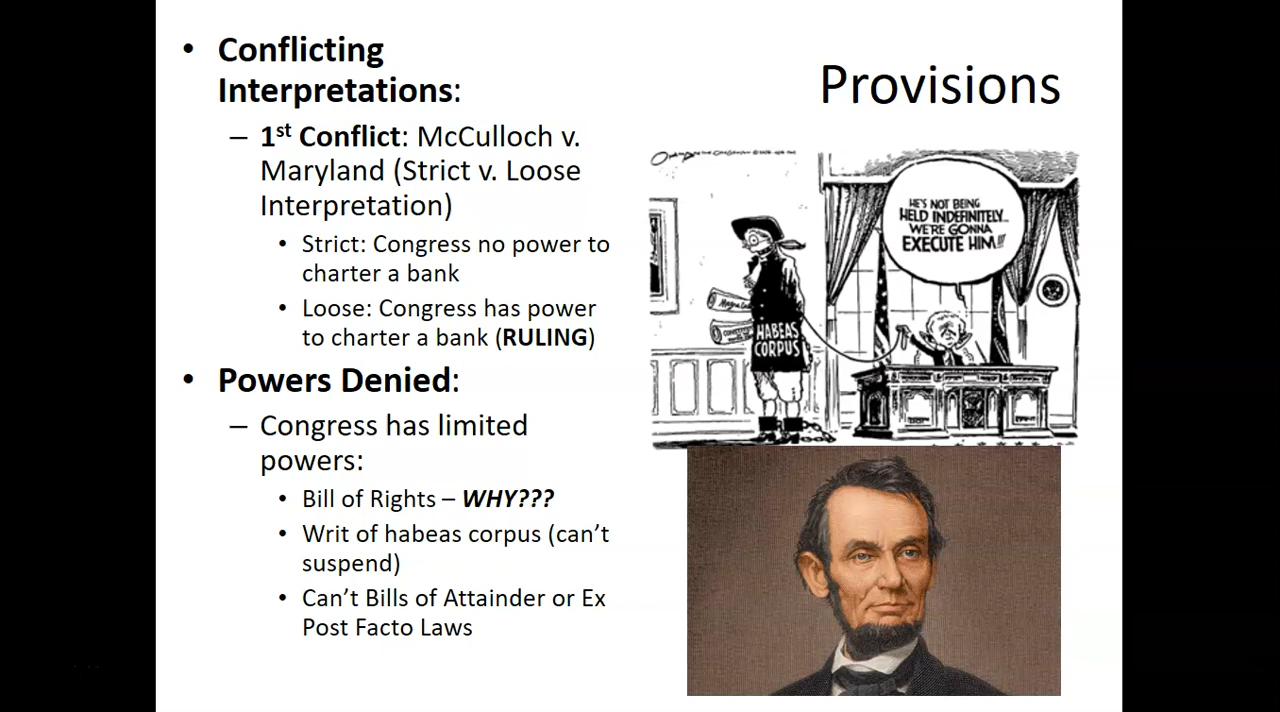 Provisions
• Conflicting
Interpretations:
– 1st Conflict: McCulloch v.
Maryland (Strict v. Loose
Interpretation)
• Strict: Congress no power to
charter a bank
• Loose: Congress has power
to charter a bank (RULING)
• Powers Denied:
– Congress has limited
powers:
• Bill of Rights – WHY???
• Writ of habeas corpus (can’t
suspend)
• Can’t Bills of Attainder or Ex
Post Facto Laws
HE'S NOT BEING
HELD INDEFINITELY...
WE'RE GONNA
EXECUTE HIM!!!
HABEAS
CORPUS